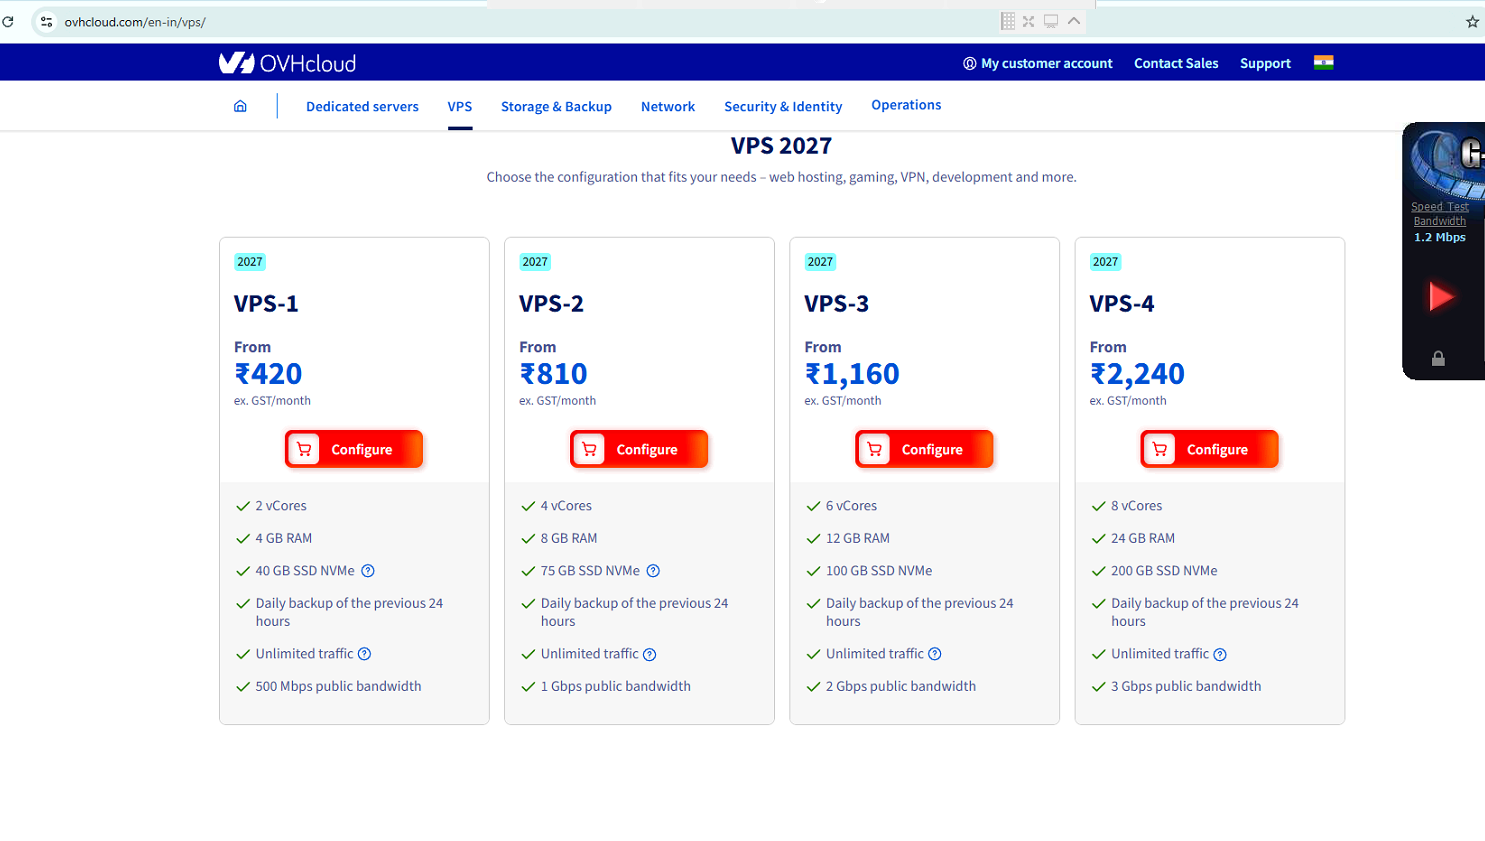 ovhcloud.com/en-in/vps/
OVHcloud
My customer account
Contact Sales
Support
Dedicated servers
VPS
Storage & Backup
Network
Security & Identity
Operations
VPS 2027
Choose the configuration that fits your needs – web hosting, gaming, VPN, development and more.
2027
VPS-1
From
₹420
ex. GST/month
Configure
2 vCores
4 GB RAM
40 GB SSD NVMe
Daily backup of the previous 24
hours
Unlimited traffic
500 Mbps public bandwidth
2027
VPS-2
From
₹810
ex. GST/month
Configure
4 vCores
8 GB RAM
75 GB SSD NVMe
Daily backup of the previous 24
hours
Unlimited traffic
1 Gbps public bandwidth
2027
VPS-3
From
₹1,160
ex. GST/month
Configure
6 vCores
12 GB RAM
100 GB SSD NVMe
Daily backup of the previous 24
hours
Unlimited traffic
2 Gbps public bandwidth
2027
VPS-4
From
₹2,240
ex. GST/month
Configure
8 vCores
24 GB RAM
200 GB SSD NVMe
Daily backup of the previous 24
hours
Unlimited traffic
3 Gbps public bandwidth
G-
Speed Test
Bandwidth
1.2 Mbps